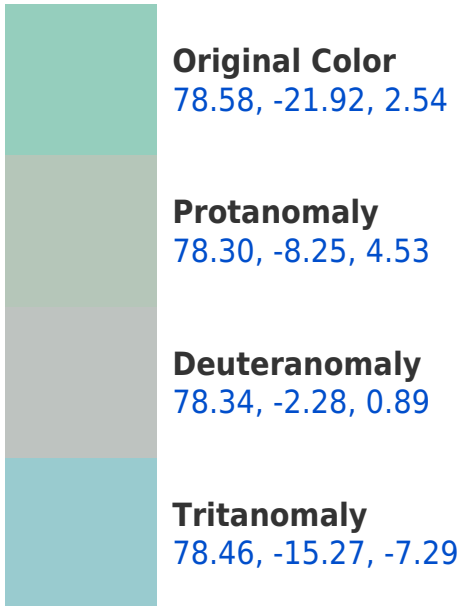 Original Color
78.58, -21.92, 2.54
Protanomaly
78.30, -8.25, 4.53
Deuteranomaly
78.34, -2.28, 0.89
Tritanomaly
78.46, -15.27, -7.29